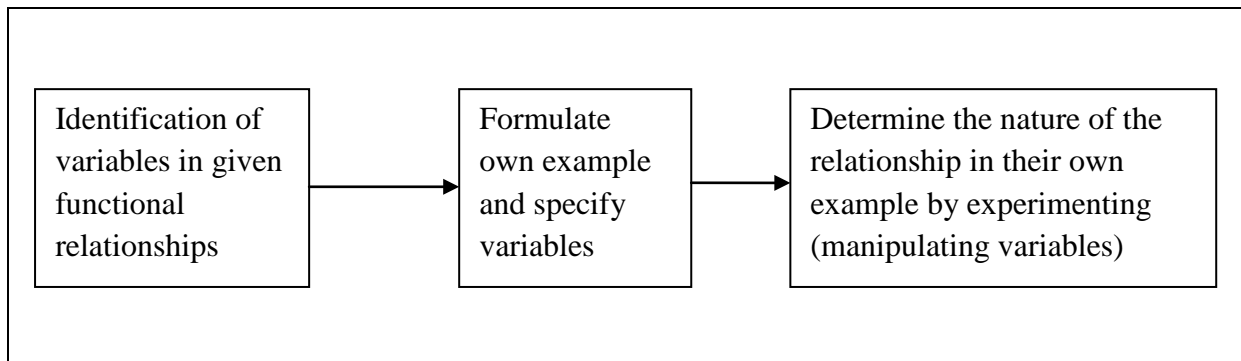 Identification of
variables in given
functional
relationships
Formulate
own example
and specify
variables
Determine the nature of the
relationship in their own
example by experimenting
(manipulating variables)